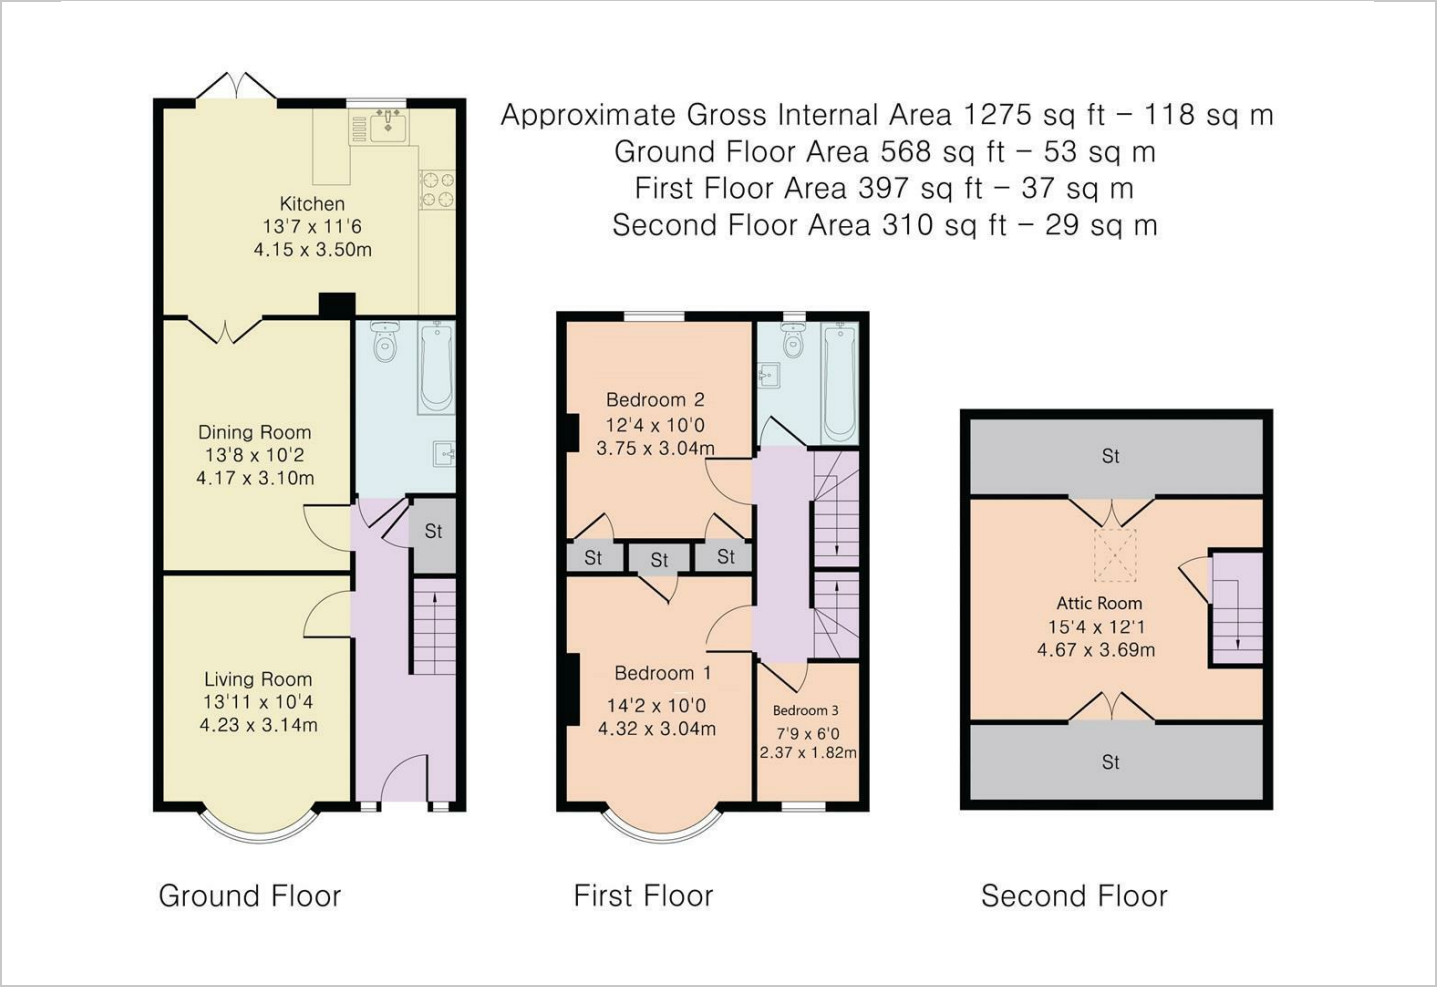 Approximate Gross Internal Area 1275 sq ft – 118 sq m
Ground Floor Area 568 sq ft – 53 sq m
First Floor Area 397 sq ft – 37 sq m
Second Floor Area 310 sq ft – 29 sq m
Kitchen
13'7 x 11'6
4.15 x 3.50m
Dining Room
13'8 x 10'2
4.17 x 3.10m
St
Living Room
13'11 x 10'4
4.23 x 3.14m
Ground Floor
Bedroom 2
12'4 x 10'0
3.75 x 3.04m
St
St
St
Bedroom 1
14'2 x 10'0
4.32 x 3.04m
Bedroom 3
7'9 x 6'0
2.37 x 1.82m
First Floor
St
Attic Room
15'4 x 12'1
4.67 x 3.69m
St
Second Floor